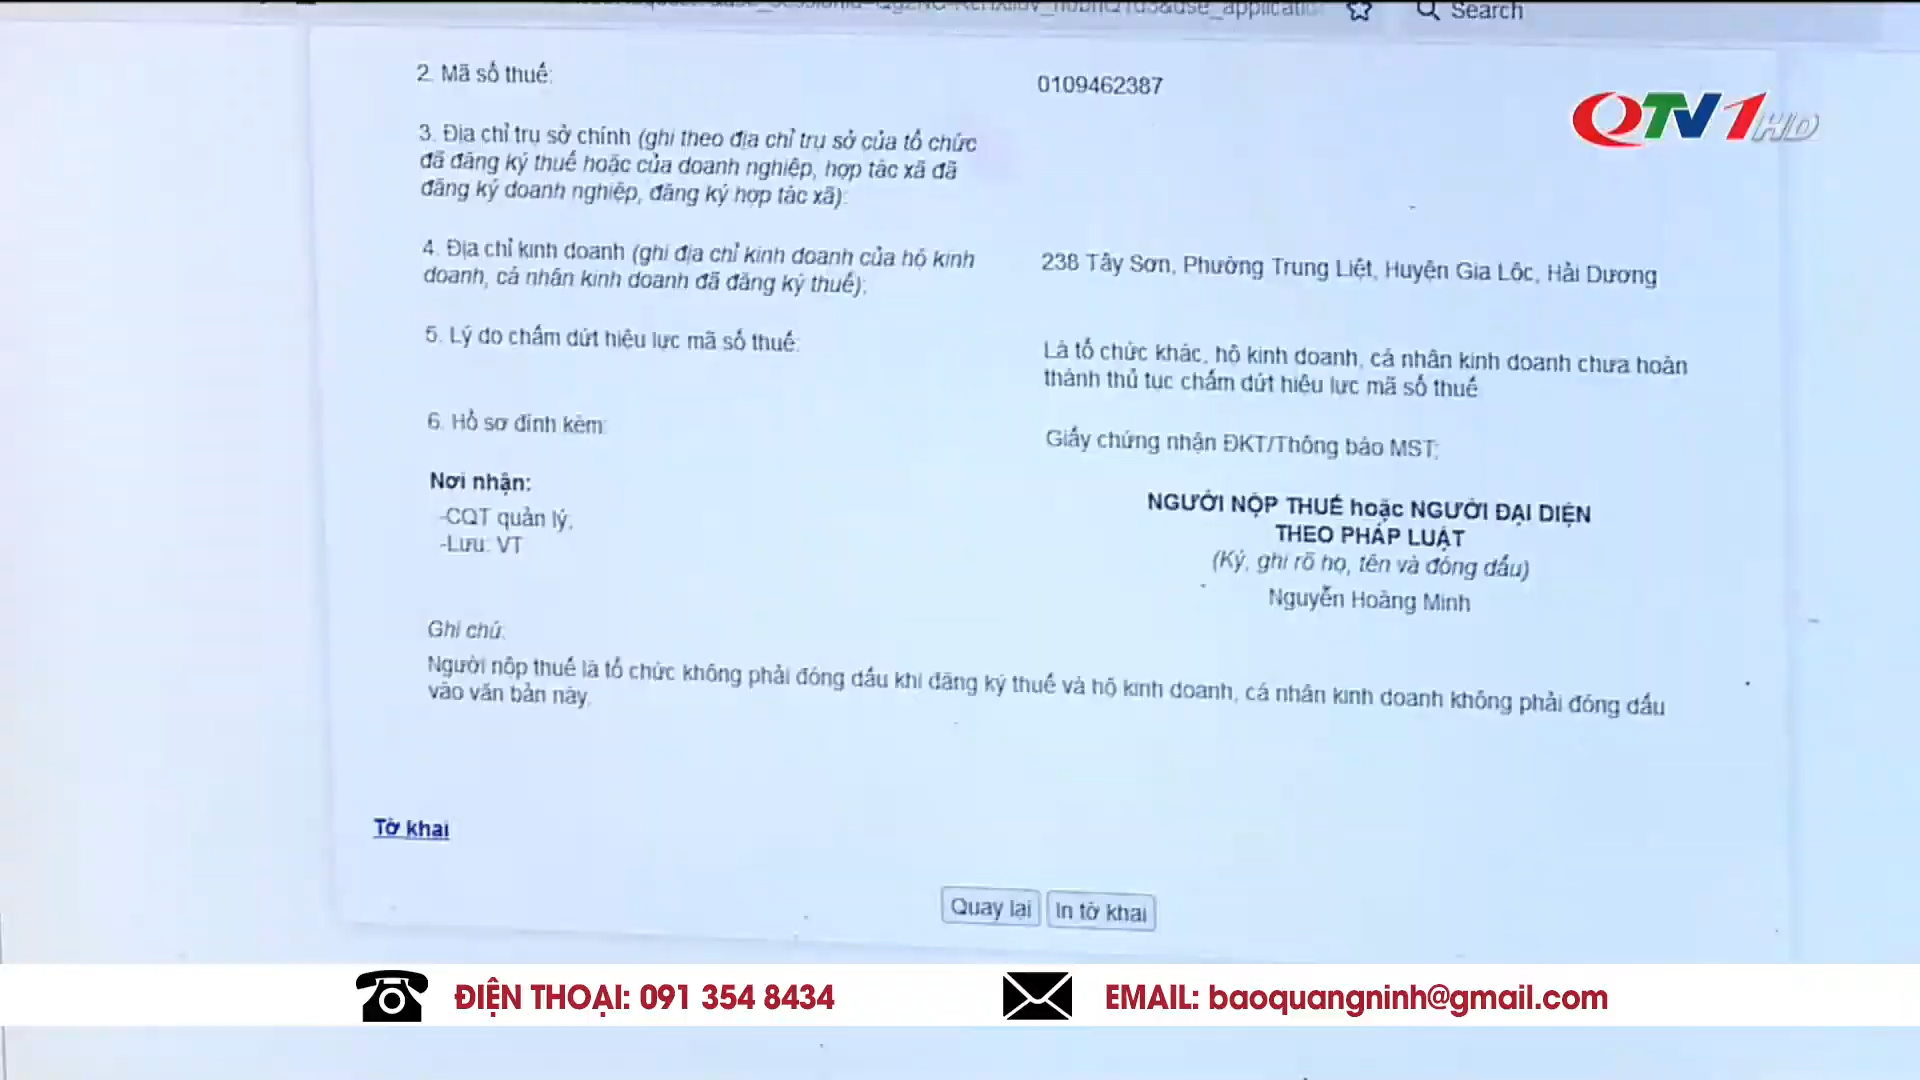 Search
2. Mã số thuế:
0109462387
QTV1HD
3. Địa chỉ trụ sở chính (ghi theo địa chỉ trụ sở của tổ chức
đã đăng ký thuế hoặc của doanh nghiệp, hợp tác xã đã
đăng ký doanh nghiệp, đăng ký hợp tác xã):
4. Địa chỉ kinh doanh (ghi địa chỉ kinh doanh của hộ kinh
doanh, cá nhân kinh doanh đã đăng ký thuế):
238 Tây Sơn, Phường Trung Liệt, Huyện Gia Lộc, Hải Dương
5. Lý do chấm dứt hiệu lực mã số thuế:
Là tổ chức khác, hộ kinh doanh, cá nhân kinh doanh chưa hoàn
thành thủ tục chấm dứt hiệu lực mã số thuế
6. Hồ sơ đính kèm:
Giấy chứng nhận ĐKT/Thông báo MST;
Nơi nhận:
-CQT quản lý;
-Lưu: VT
NGƯỜI NỘP THUẾ hoặc NGƯỜI ĐẠI DIỆN
THEO PHÁP LUẬT
(Ký, ghi rõ họ, tên và đóng dấu)
Nguyễn Hoàng Minh
Ghi chú:
Người nộp thuế là tổ chức không phải đóng dấu khi đăng ký thuế và hộ kinh doanh, cá nhân kinh doanh không phải đóng dấu
vào văn bản này.
Tờ khai
Quay lại
In tờ khai
ĐIỆN THOẠI: 091 354 8434
EMAIL: baoquangninh@gmail.com